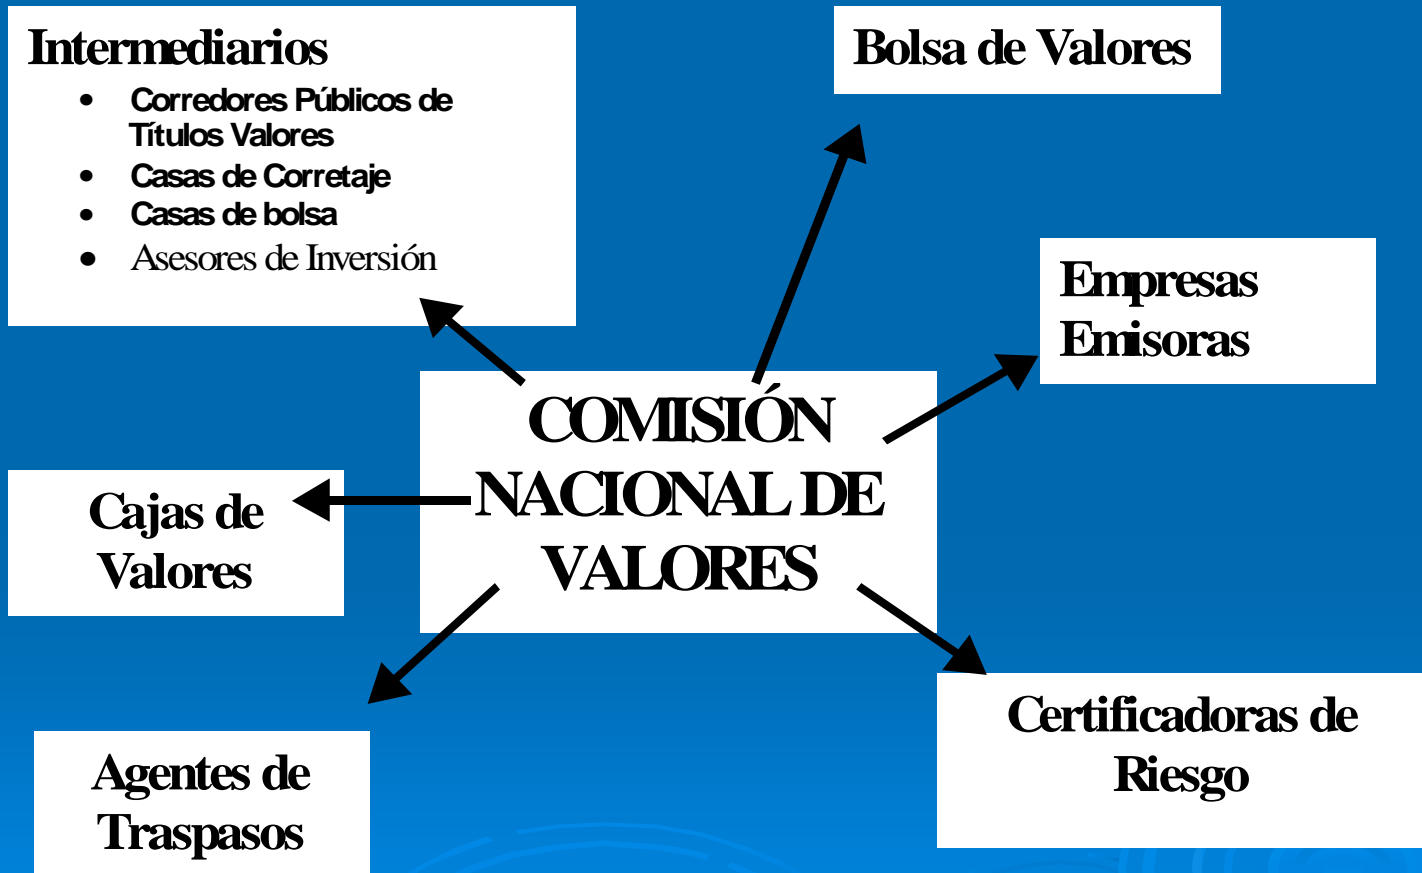 Intermediarios
• Corredores Públicos de
Títulos Valores
• Casas de Corretaje
• Casas de bolsa
• Asesores de Inversión
Bolsa de Valores
Empresas
Emisoras
COMISIÓN
NACIONAL DE
VALORES
Cajas de
Valores
Agentes de
Traspasos
Certificadoras de
Riesgo